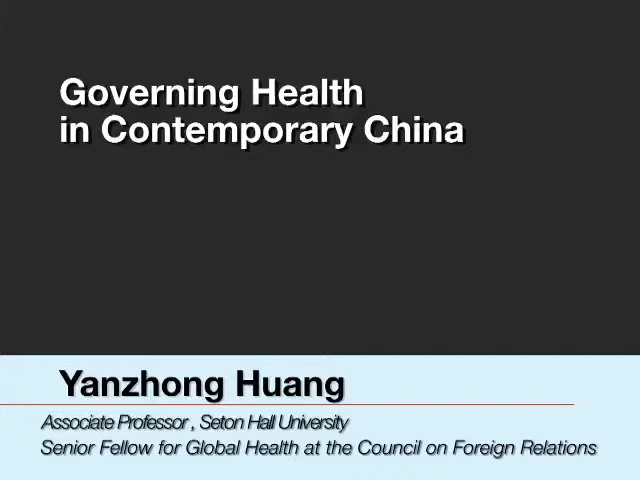 Governing Health
in Contemporary China
Yanzhong Huang
Associate Professor , Seton Hall University
Senior Fellow for Global Health at the Council on Foreign Relations